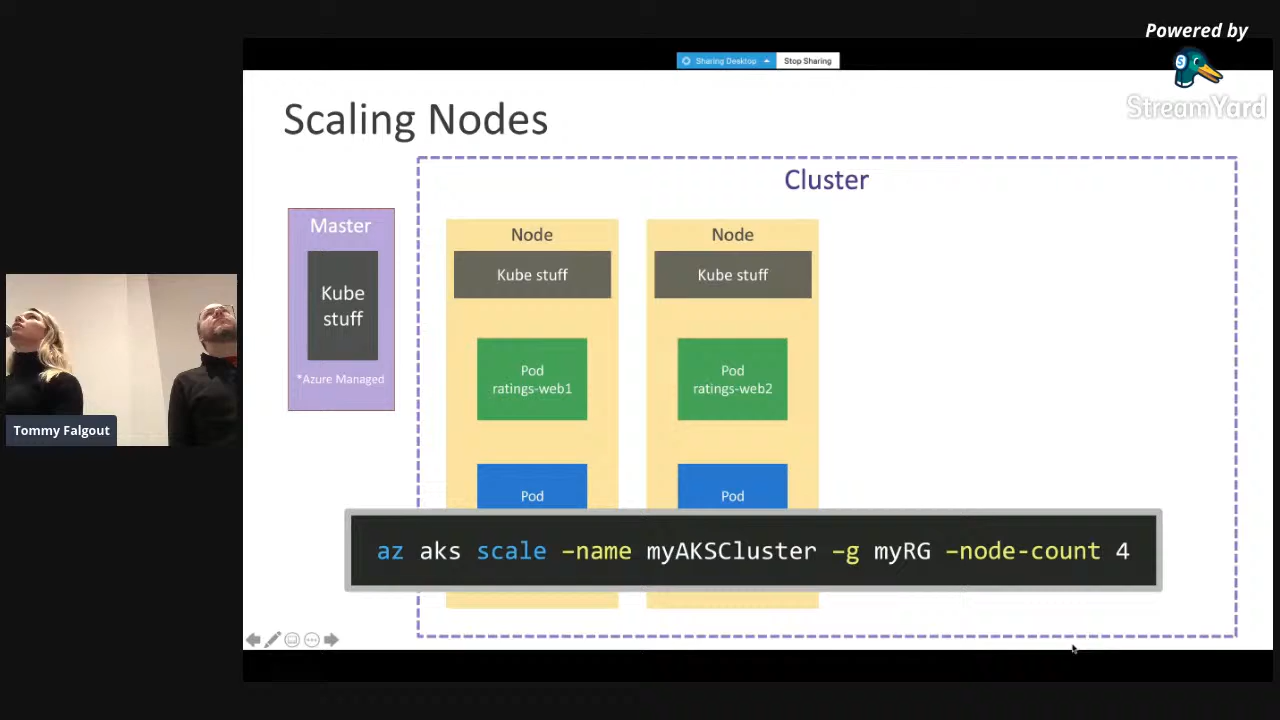 Powered by
StreamYard
Sharing Desktop
Stop Sharing
Scaling Nodes
Cluster
Master
Kube
stuff
*Azure Managed
Node
Kube stuff
Pod
ratings-web1
Pod
Node
Kube stuff
Pod
ratings-web2
Pod
az aks scale –name myAKSCluster –g myRG –node-count 4
Tommy Falgout